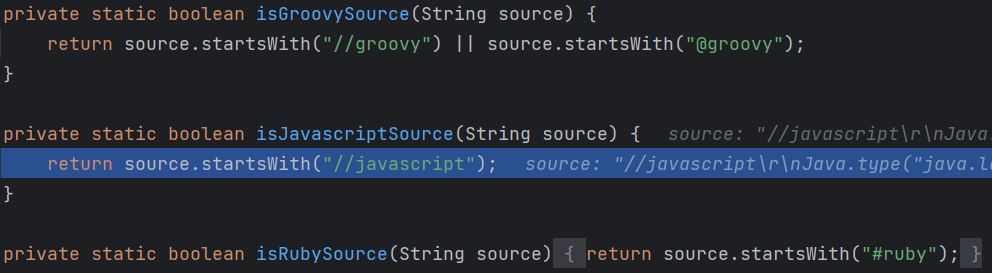 private static boolean isGroovySource(String source) {
    return source.startsWith("//groovy") || source.startsWith("@groovy");
}
private static boolean isJavascriptSource(String source) {   source: "//javascript\r\nJava.
    return source.startsWith("//javascript");   source: "//javascript\r\nJava.type("java.l
}
private static boolean isRubySource(String source) { return source.startsWith("#ruby"); }